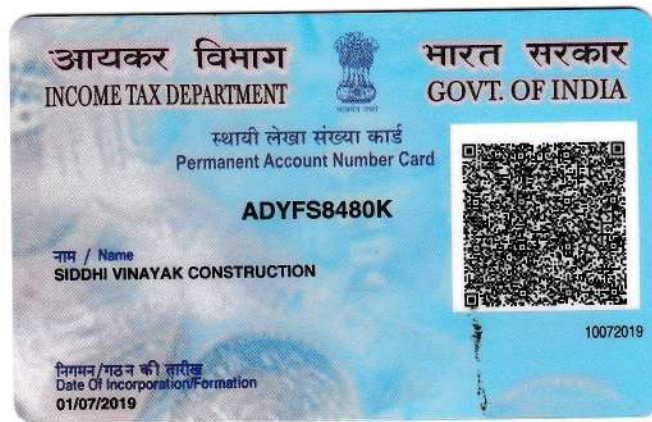 आयकर विभाग
INCOME TAX DEPARTMENT
भारत सरकार
GOVT. OF INDIA
स्थायी लेखा संख्या कार्ड
Permanent Account Number Card
ADYFS8480K
नाम / Name
SIDDHI VINAYAK CONSTRUCTION
10072019
निगमन/गठन की तारीख
Date Of Incorporation/Formation
01/07/2019